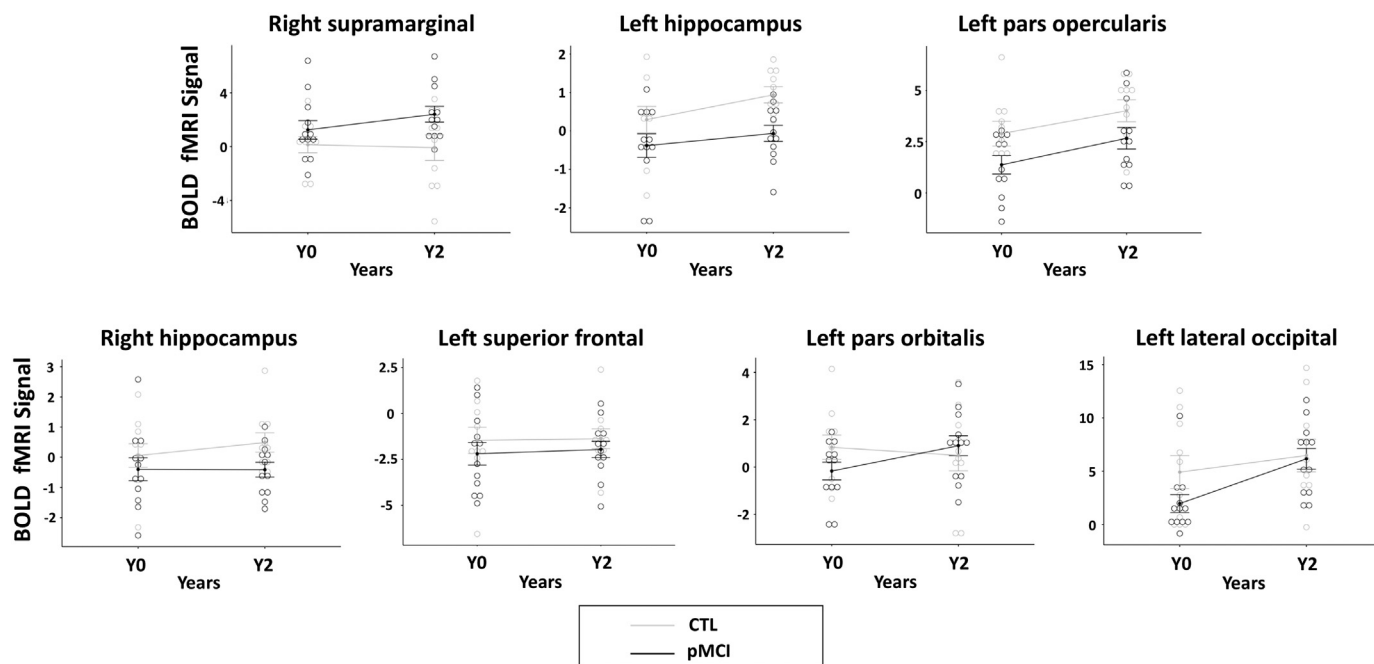 Right supramarginal
Left hippocampus
Left pars opercularis
BOLD fMRI Signal
4
0
-4
Y0
Y2
Years
2
1
0
-1
-2
Y0
Y2
Years
5
2.5
0
Y0
Y2
Years
Right hippocampus
Left superior frontal
Left pars orbitalis
Left lateral occipital
BOLD fMRI Signal
3
2
1
0
-1
-2
Y0
Y2
Years
2.5
0
-2.5
-5
Y0
Y2
Years
4
2
0
-2
Y0
Y2
Years
15
10
5
0
Y0
Y2
Years
CTL
pMCI